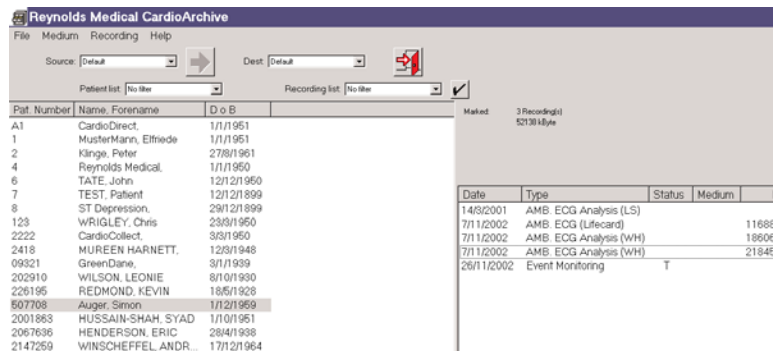 Reynolds Medical CardioArchive
File Medium Recording Help
Source: Default Dest: Default
Patient list: No filter Recording list: No filter
Marked: 3 Recording(s)
52138 kByte
Pat. Number Name, Forename D o B
A1 CardioDirect, 1/1/1951
1 MusterMann, Elfriede 1/1/1951
2 Klinge, Peter 27/8/1961
4 Reynolds Medical, 1/1/1950
6 TATE, John 12/12/1950
7 TEST, Patient 12/12/1899
8 ST Depression, 29/12/1899
123 WRIGLEY, Chris 23/3/1950
2222 CardioCollect, 3/3/1950
2418 MUREEN HARNETT, 12/3/1948
09321 GreenDane, 3/1/1939
202910 WILSON, LEONIE 8/10/1930
226195 REDMOND, KEVIN 18/5/1928
507708 Auger, Simon 1/12/1959
2001863 HUSSAIN-SHAH, SYAD 1/10/1951
2067636 HENDERSON, ERIC 28/4/1938
2147259 WINSCHEFFEL, ANDR... 17/12/1964
Date Type Status Medium
14/3/2001 AMB. ECG Analysis (LS)
7/11/2002 AMB. ECG (Lifecard) 11688
7/11/2002 AMB. ECG Analysis (WH) 18606
7/11/2002 AMB. ECG Analysis (WH) 21845
26/11/2002 Event Monitoring T